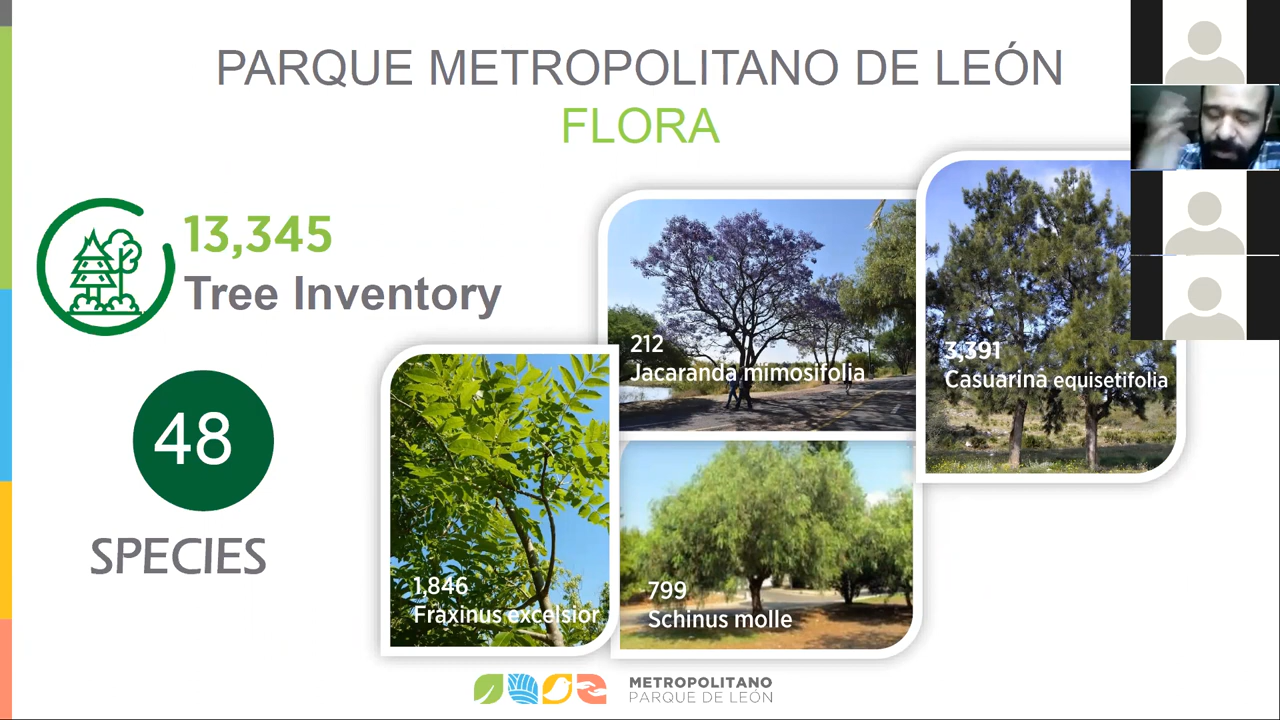 PARQUE METROPOLITANO DE LEÓN
FLORA
13,345
Tree Inventory
48
SPECIES
212
Jacaranda mimosifolia
3,391
Casuarina equisetifolia
1,846
Fraxinus excelsior
799
Schinus molle
METROPOLITANO
PARQUE DE LEÓN